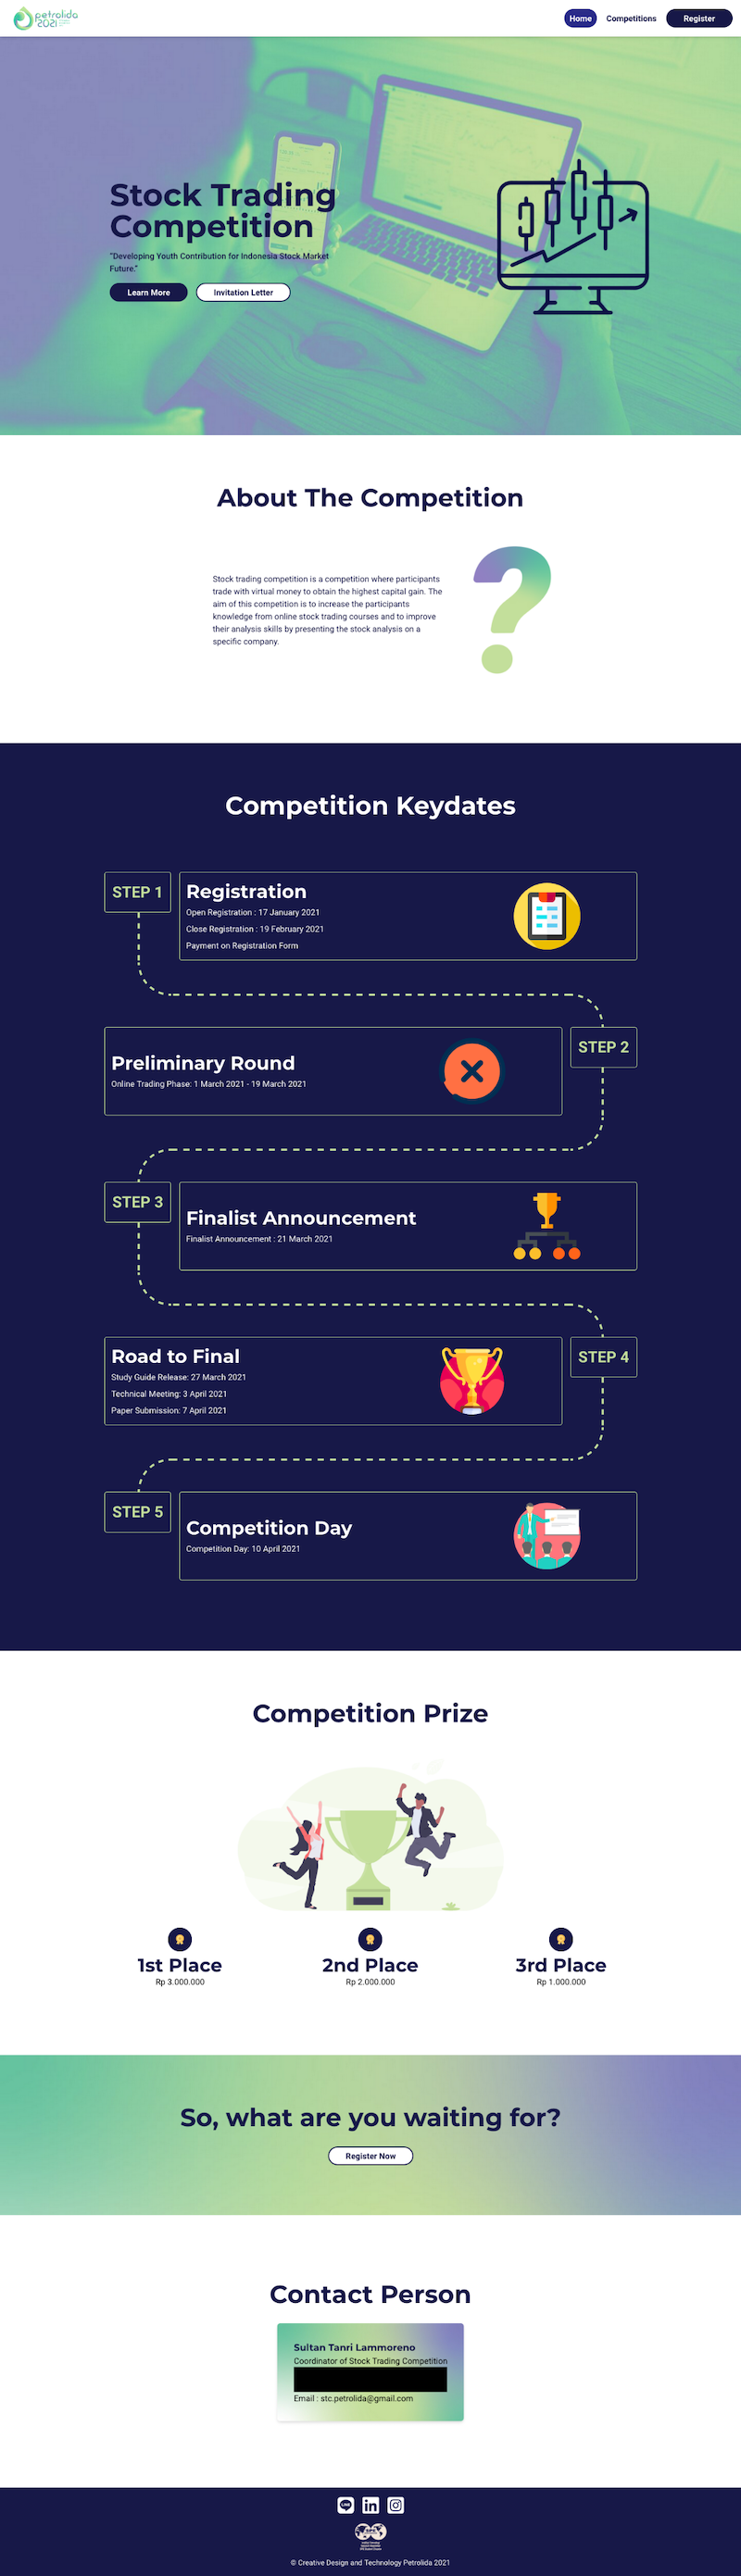 petrolida
2021
Home
Competitions
Register
Stock Trading
Competition
"Developing Youth Contribution for Indonesia Stock Market
Future."
Learn More
Invitation Letter
About The Competition
Stock trading competition is a competition where participants
trade with virtual money to obtain the highest capital gain. The
aim of this competition is to increase the participants
knowledge from online stock trading courses and to improve
their analysis skills by presenting the stock analysis on a
specific company.
Competition Keydates
STEP 1
Registration
Open Registration : 17 January 2021
Close Registration : 19 February 2021
Payment on Registration Form
Preliminary Round
Online Trading Phase: 1 March 2021 - 19 March 2021
STEP 2
STEP 3
Finalist Announcement
Finalist Announcement : 21 March 2021
Road to Final
Study Guide Release: 27 March 2021
Technical Meeting: 3 April 2021
Paper Submission: 7 April 2021
STEP 4
STEP 5
Competition Day
Competition Day: 10 April 2021
Competition Prize
1st Place
Rp 3.000.000
2nd Place
Rp 2.000.000
3rd Place
Rp 1.000.000
So, what are you waiting for?
Register Now
Contact Person
Sultan Tanri Lammoreno
Coordinator of Stock Trading Competition
Email : stc.petrolida@gmail.com
LINE
in
© Creative Design and Technology Petrolida 2021